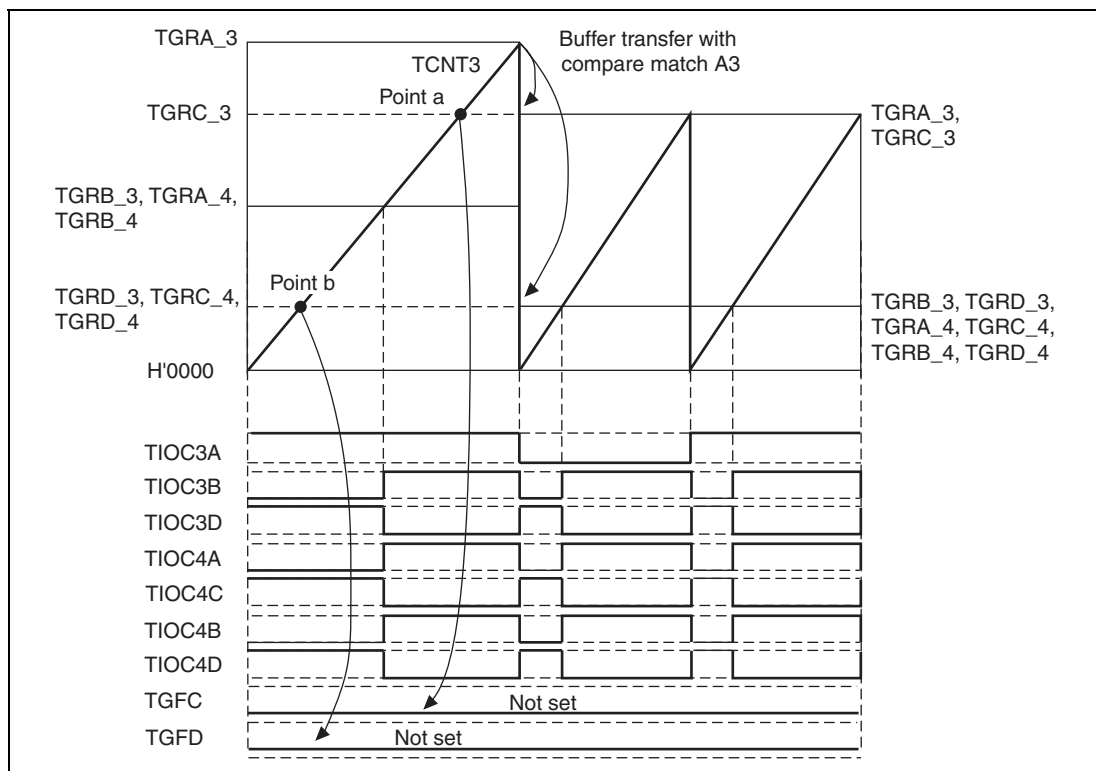 TGRA_3
TCNT3
Buffer transfer with
compare match A3
Point a
TGRC_3
TGRA_3,
TGRC_3
TGRB_3, TGRA_4,
TGRB_4
Point b
TGRD_3, TGRC_4,
TGRD_4
TGRB_3, TGRD_3,
TGRA_4, TGRC_4,
TGRB_4, TGRD_4
H'0000
TIOC3A
TIOC3B
TIOC3D
TIOC4A
TIOC4C
TIOC4B
TIOC4D
TGFC
Not set
TGFD
Not set